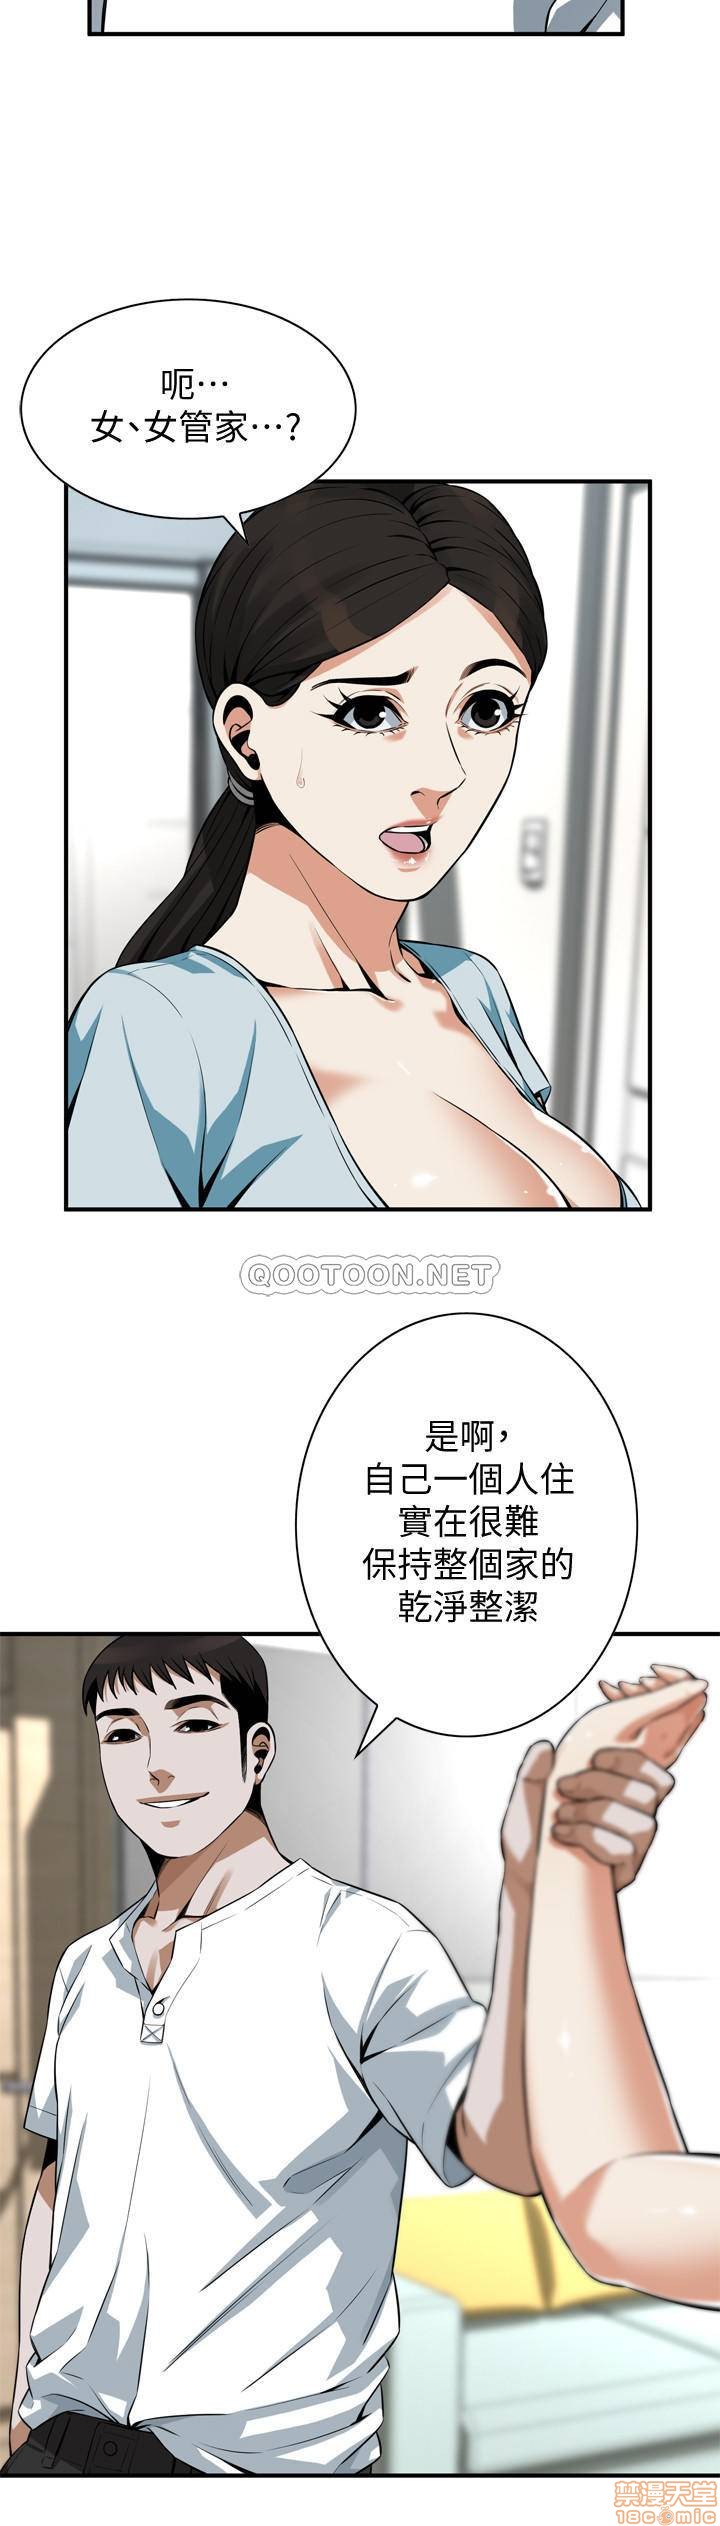 呃…
女、女管家…?
QOOTOON.NET
是啊,
自己一個人住
實在很難
保持整個家的
乾淨整潔
禁漫天堂
18comic